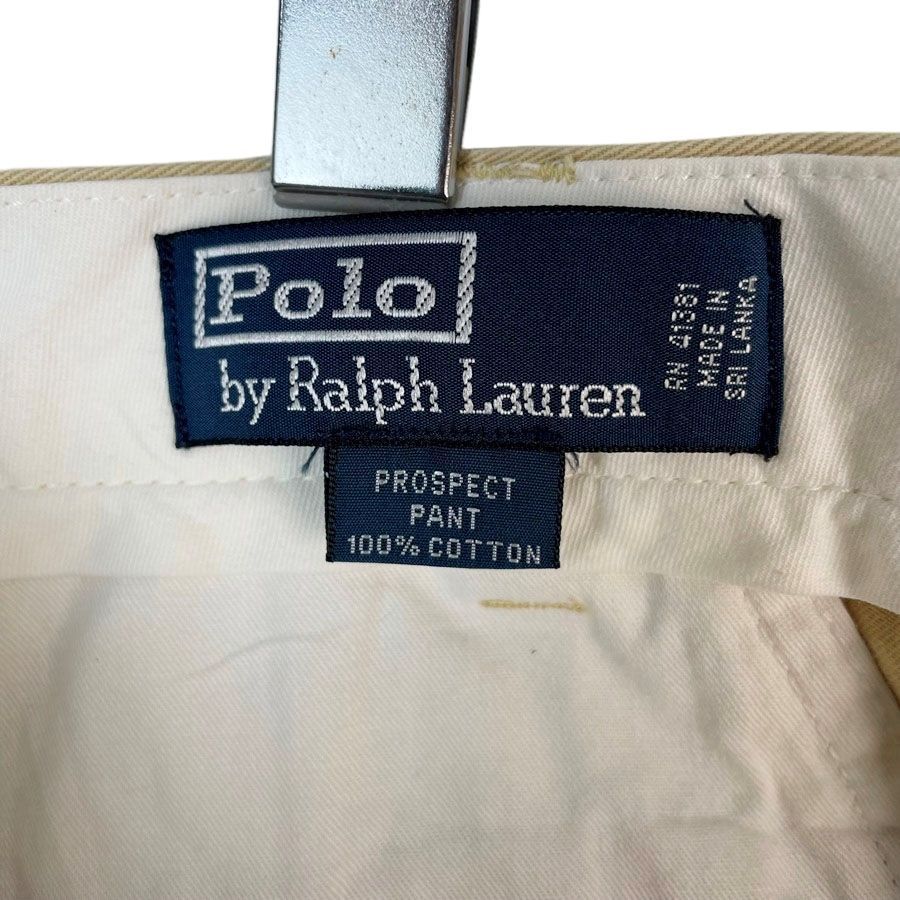 Polo
by Ralph Lauren
RN 41381
MADE IN
SRI LANKA
PROSPECT
PANT
100% COTTON